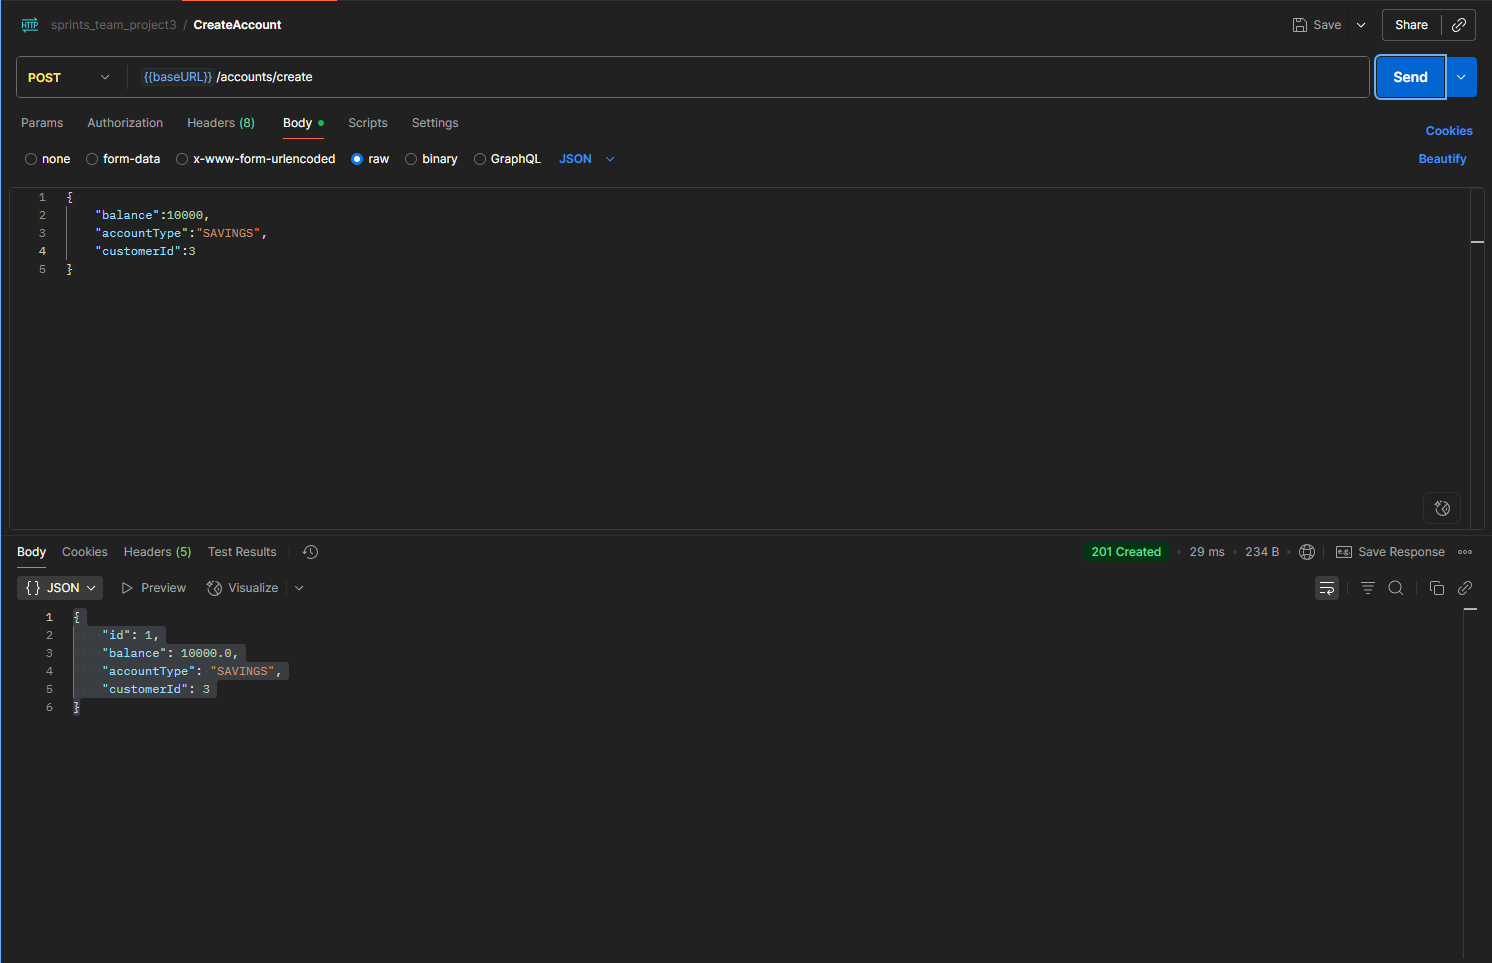 HTTP sprints_team_project3 / CreateAccount Save Share
POST {{baseURL}} /accounts/create Send
Params Authorization Headers (8) Body Scripts Settings Cookies
none form-data x-www-form-urlencoded raw binary GraphQL JSON Beautify
1 {
2 "balance":10000,
3 "accountType":"SAVINGS",
4 "customerId":3
5 }
Body Cookies Headers (5) Test Results 201 Created 29 ms 234 B e.g. Save Response
{} JSON Preview Visualize
1 {
2 "id": 1,
3 "balance": 10000.0,
4 "accountType": "SAVINGS",
5 "customerId": 3
6 }